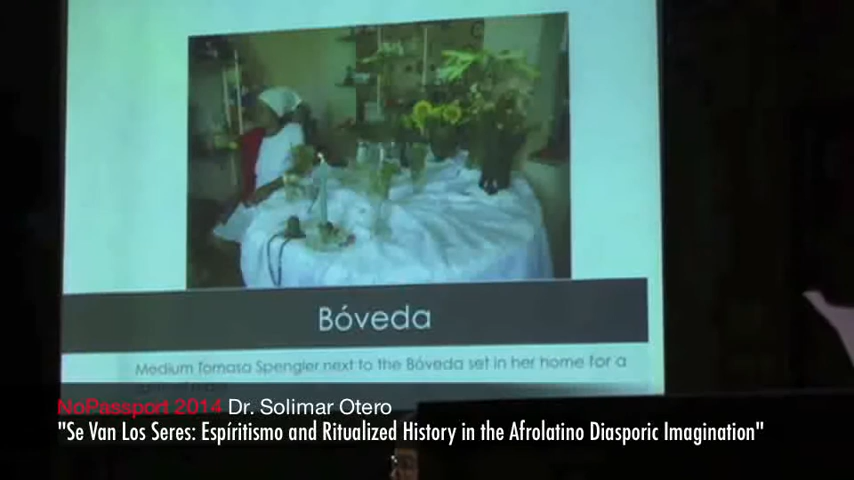 Bóveda
Medium Tomasa Spengler next to the Bóveda set in her home for a
NoPassport 2014 Dr. Solimar Otero
"Se Van Los Seres: Espíritismo and Ritualized History in the Afrolatino Diasporic Imagination"